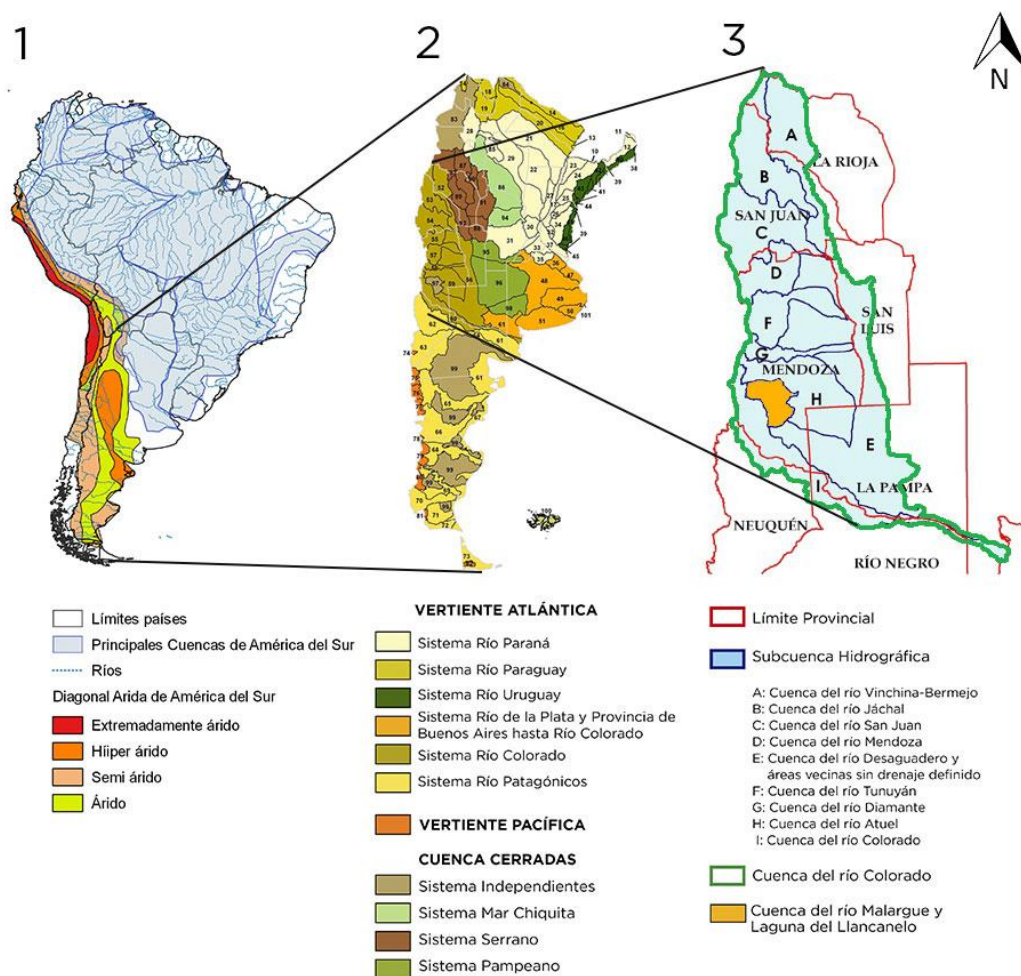 1
2
3
N
A
LA RIOJA
B
SAN JUAN
C
D
SAN
LUIS
F
G
MENDOZA
H
E
I
LA PAMPA
NEUQUÉN
RÍO NEGRO
Límites países
Principales Cuencas de América del Sur
Ríos
Diagonal Arida de América del Sur
Extremadamente árido
Híiper árido
Semi árido
Árido
VERTIENTE ATLÁNTICA
Sistema Río Paraná
Sistema Río Paraguay
Sistema Río Uruguay
Sistema Río de la Plata y Provincia de
Buenos Aires hasta Río Colorado
Sistema Río Colorado
Sistema Río Patagónicos
VERTIENTE PACÍFICA
CUENCA CERRADAS
Sistema Independientes
Sistema Mar Chiquita
Sistema Serrano
Sistema Pampeano
Límite Provincial
Subcuenca Hidrográfica
A: Cuenca del río Vinchina-Bermejo
B: Cuenca del río Jáchal
C: Cuenca del río San Juan
D: Cuenca del río Mendoza
E: Cuenca del río Desaguadero y
áreas vecinas sin drenaje definido
F: Cuenca del río Tunuyán
G: Cuenca del río Diamante
H: Cuenca del río Atuel
I: Cuenca del río Colorado
Cuenca del río Colorado
Cuenca del río Malargue y
Laguna del Llancanelo